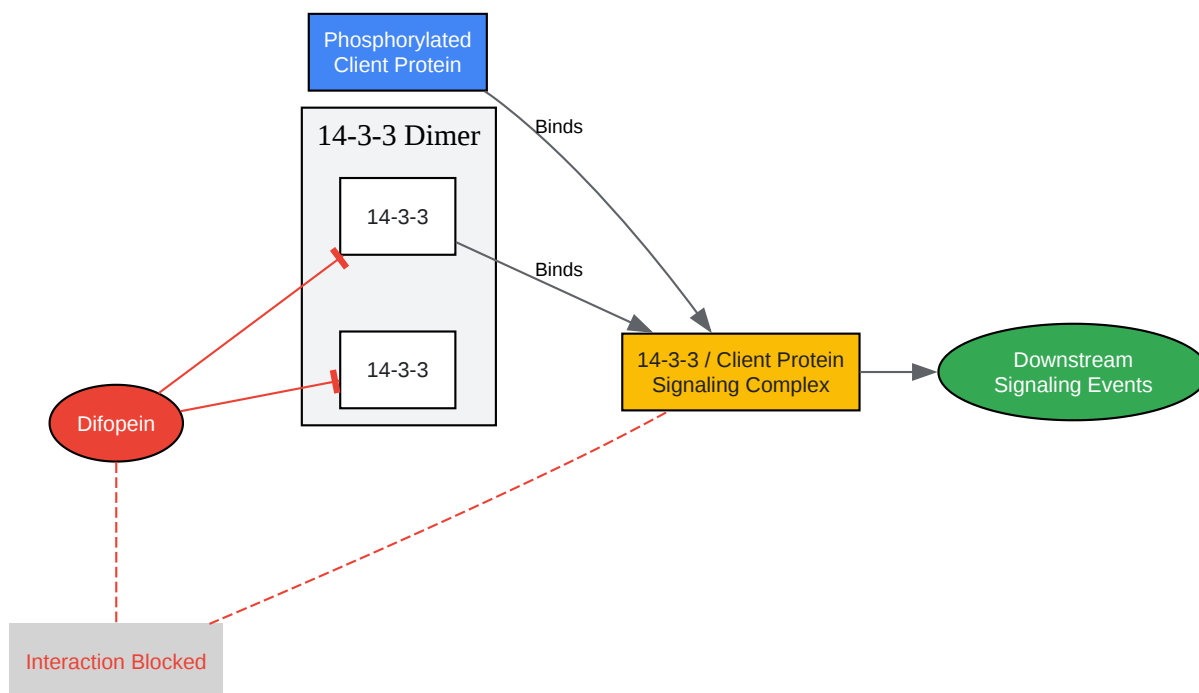 Phosphorylated
Client Protein
14-3-3 Dimer
Binds
14-3-3
Binds
14-3-3
14-3-3 / Client Protein
Signaling Complex
Downstream
Signaling Events
Difopein
Interaction Blocked